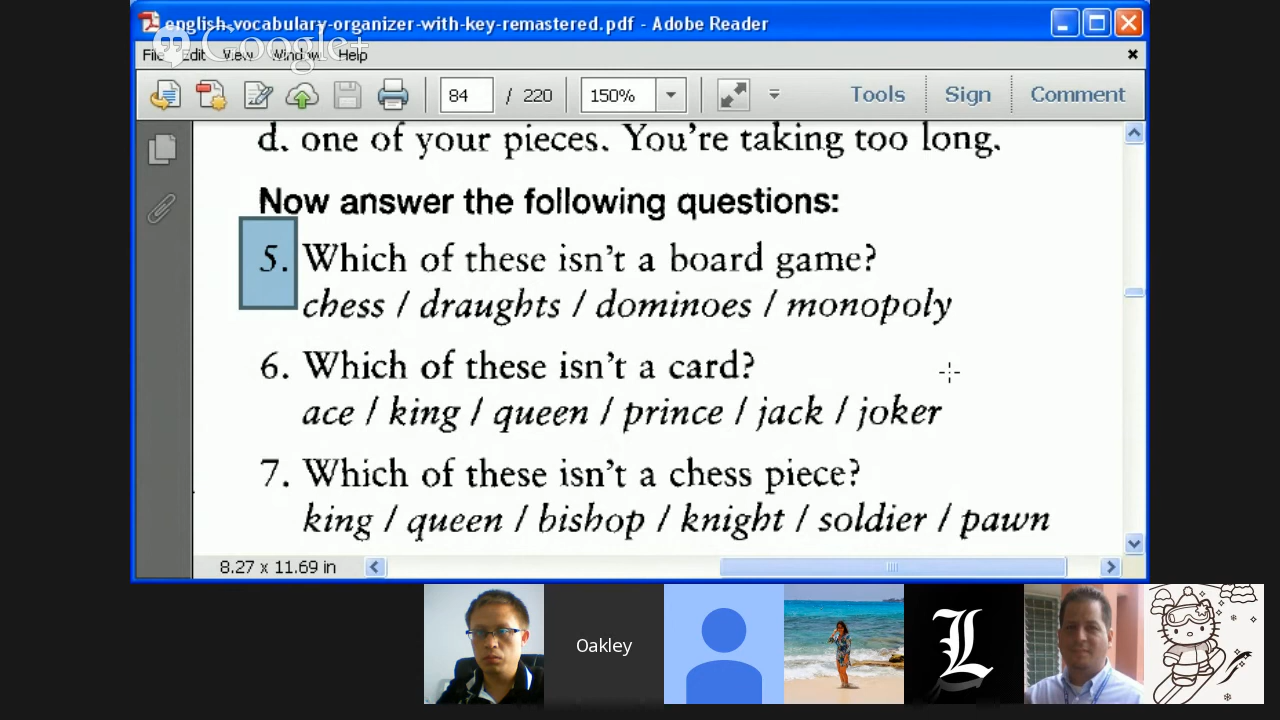 english-vocabulary-organizer-with-key-remastered.pdf - Adobe Reader
Google+
File Edit View Window Help
84 / 220 150% Tools Sign Comment
d. one of your pieces. You're taking too long.
Now answer the following questions:
5. Which of these isn't a board game?
chess / draughts / dominoes / monopoly
6. Which of these isn't a card?
ace / king / queen / prince / jack / joker
7. Which of these isn't a chess piece?
king / queen / bishop / knight / soldier / pawn
8.27 x 11.69 in
Oakley
L